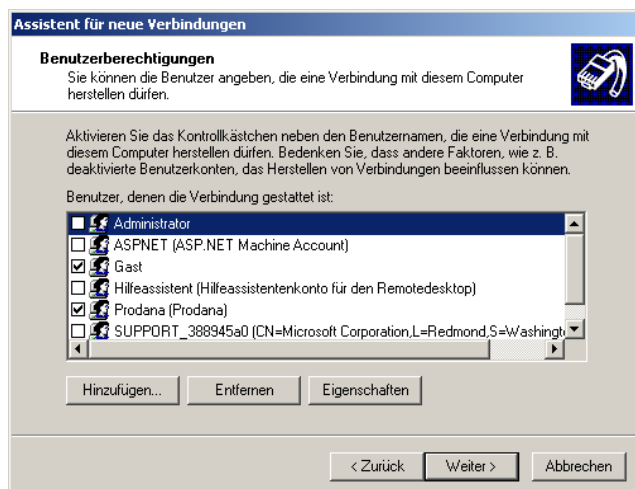 Assistent für neue Verbindungen
Benutzerberechtigungen
Sie können die Benutzer angeben, die eine Verbindung mit diesem Computer
herstellen dürfen.
Aktivieren Sie das Kontrollkästchen neben den Benutzernamen, die eine Verbindung mit
diesem Computer herstellen dürfen. Bedenken Sie, dass andere Faktoren, wie z. B.
deaktivierte Benutzerkonten, das Herstellen von Verbindungen beeinflussen können.
Benutzer, denen die Verbindung gestattet ist:
Administrator
ASPNET (ASP.NET Machine Account)
Gast
Hilfeassistent (Hilfeassistentenkonto für den Remotedesktop)
Prodana (Prodana)
SUPPORT_388945a0 (CN=Microsoft Corporation,L=Redmond,S=Washingt
Hinzufügen... Entfernen Eigenschaften
< Zurück Weiter > Abbrechen